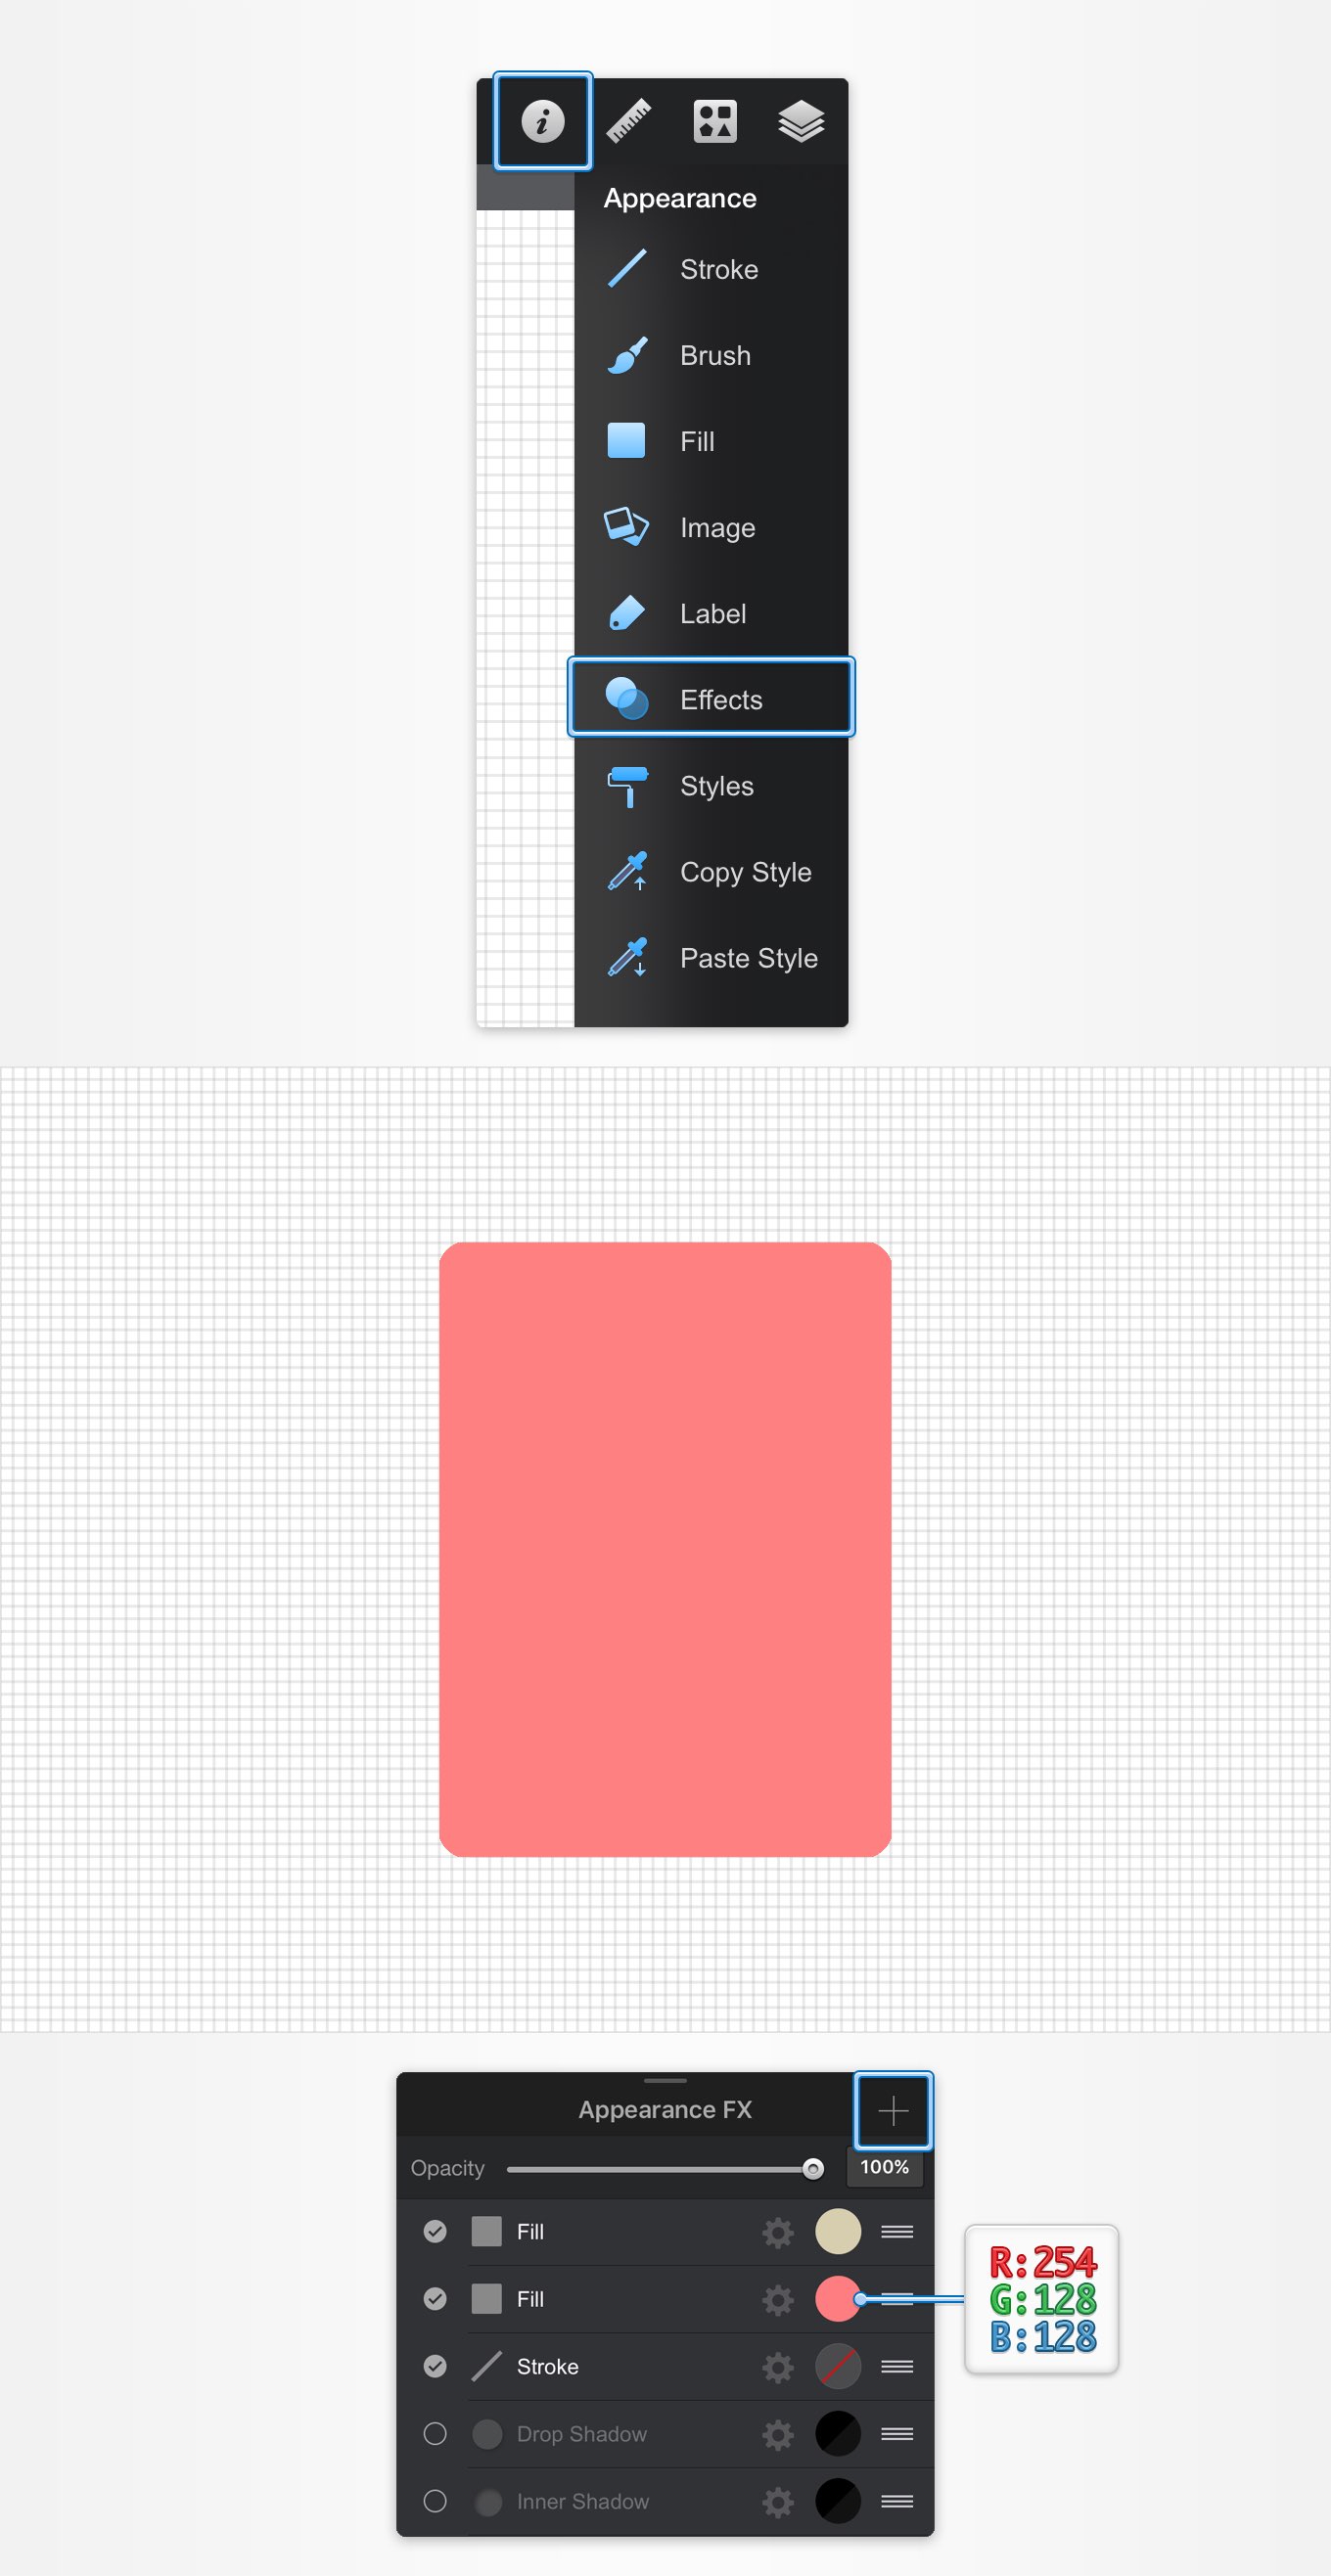 Appearance
Stroke
Brush
Fill
Image
Label
Effects
Styles
Copy Style
Paste Style
Appearance FX
Opacity 100%
Fill
Fill
R:254
G:128
B:128
Stroke
Drop Shadow
Inner Shadow